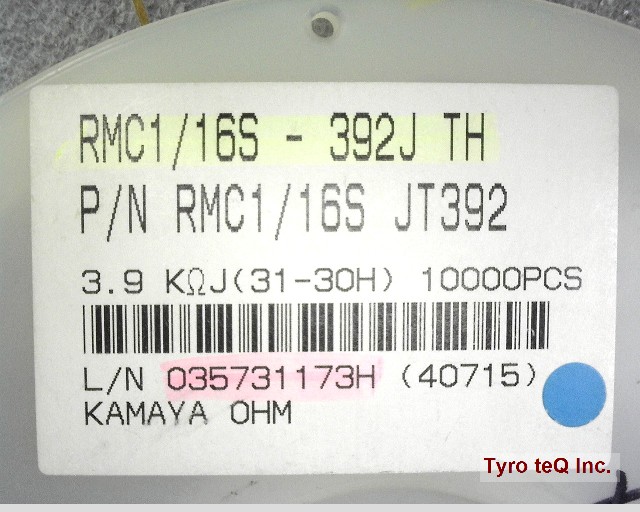 RMC1/16S - 392J TH
P/N RMC1/16S JT392
3.9 KΩJ(31-30H) 10000PCS
L/N 035731173H (40715)
KAMAYA OHM
Tyro teQ Inc.